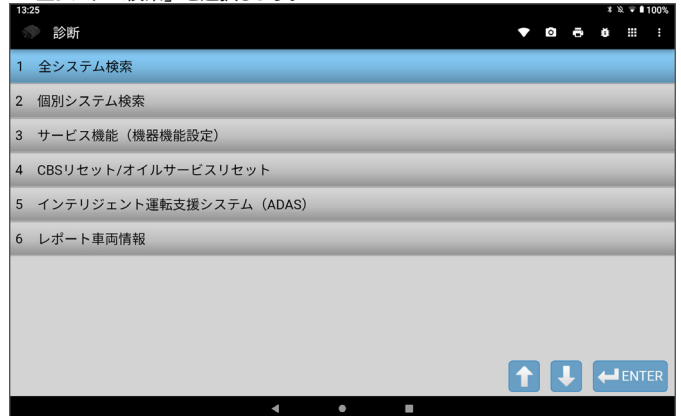 13:25
100%
診断
1 全システム検索
2 個別システム検索
3 サービス機能（機器機能設定）
4 CBSリセット/オイルサービスリセット
5 インテリジェント運転支援システム（ADAS）
6 レポート車両情報
ENTER